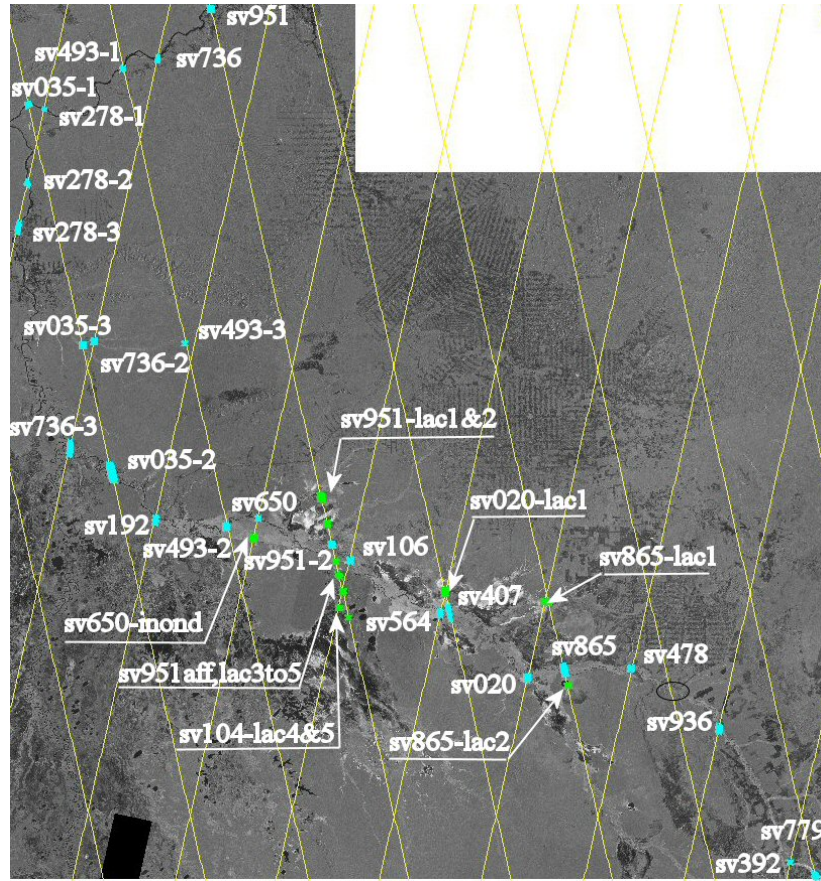 sv951
sv493-1
sv736
sv035-1
sv278-1
sv278-2
sv278-3
sv035-3
sv493-3
sv736-2
sv951-lac1&2
sv736-3
sv035-2
sv650
sv020-lac1
sv192
sv493-2
sv951-2
sv106
sv865-lac1
sv407
sv564
sv650-inond
sv865
sv478
sv951aff,lac3to5
sv020
sv936
sv104-lac4&5
sv865-lac2
sv779
sv392